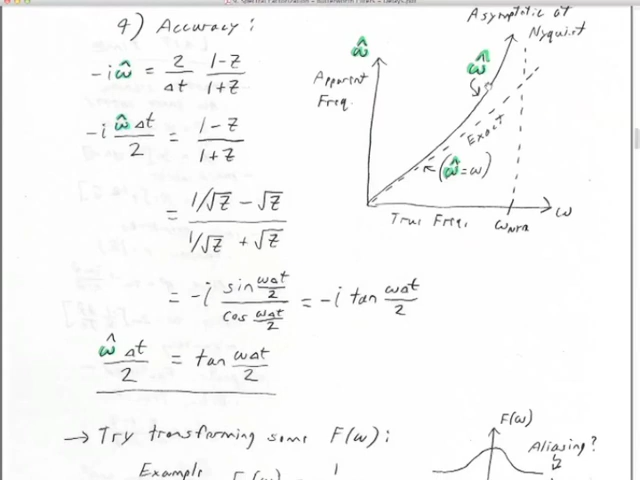 4) Accuracy:
-iω̂ = 2/Δt (1-Z)/(1+Z)
-i ω̂Δt/2 = (1-Z)/(1+Z)
= (1/√Z - √Z)/(1/√Z + √Z)
= -i sin ωΔt/2 / cos ωΔt/2 = -i tan ωΔt/2
ω̂Δt/2 = tan ωΔt/2
→ Try transforming some F(ω):
Example
Asymptotic at
Nyquist
ω̂
Apparent
Freq.
ω̂
Exact
(ω̂=ω)
True Freq.
ω
F(ω)
Aliasing?